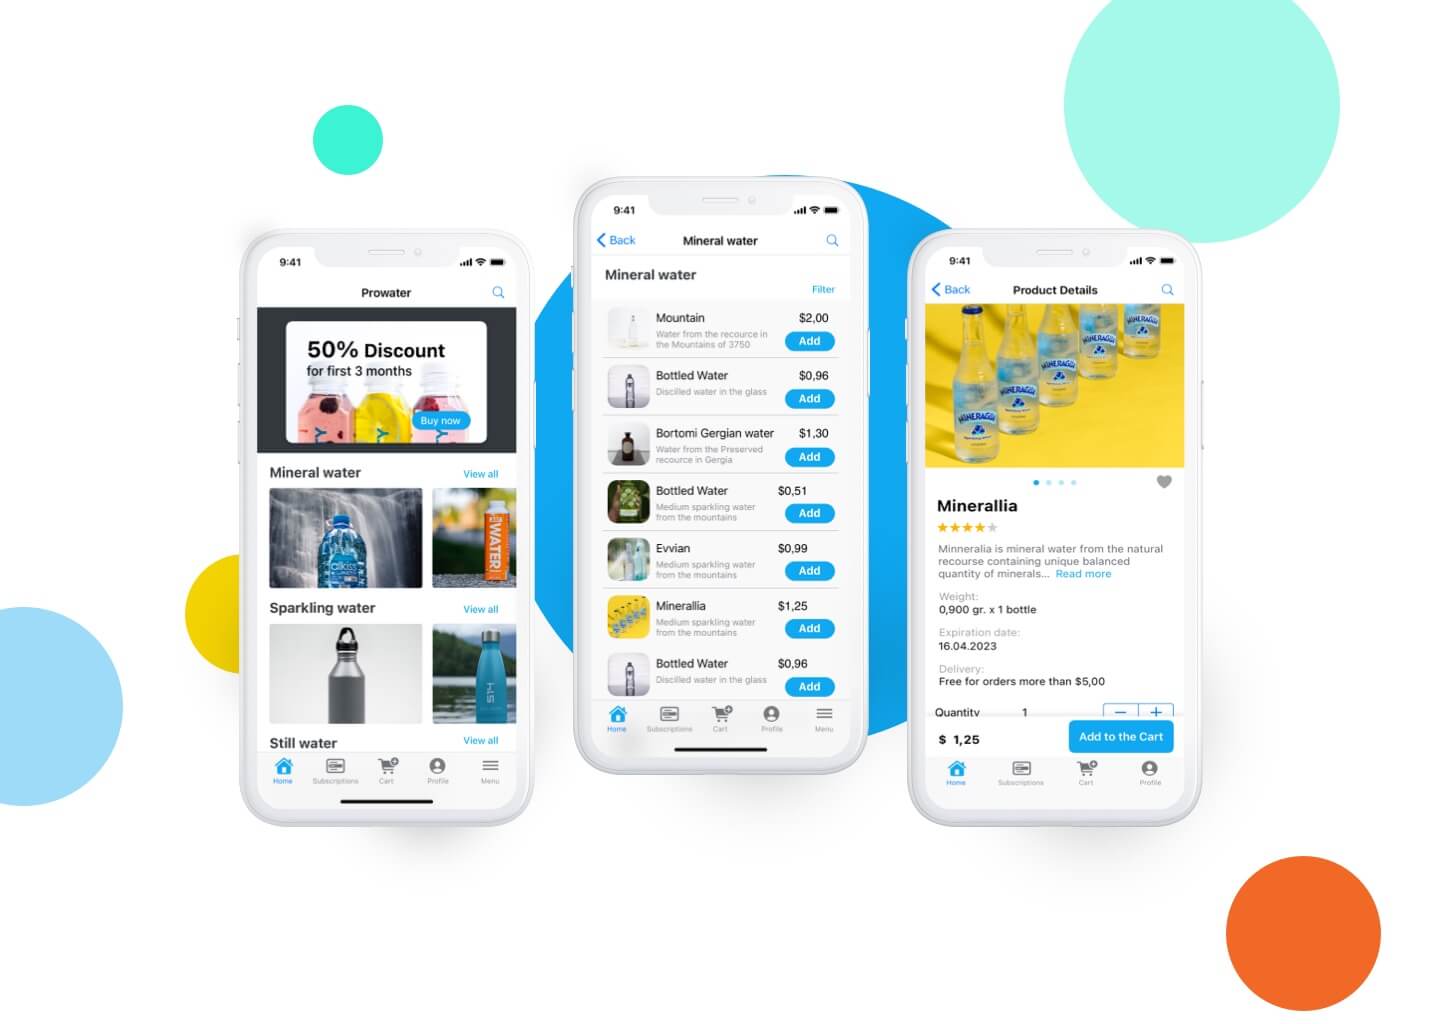 9:41
Prowater
50% Discount
for first 3 months
Buy now
Mineral water
View all
WATER
Sparkling water
View all
Still water
View all
Home
Subscriptions
Cart
Profile
Menu
9:41
Back
Mineral water
Mineral water
Filter
Mountain
$2,00
Water from the recource in
the Mountains of 3750
Add
Bottled Water
$0,96
Discilled water in the glass
Add
Bortomi Gergian water
$1,30
Water from the Preserved
recource in Gergia
Add
Bottled Water
$0,51
Medium sparkling water
from the mountains
Add
Evvian
$0,99
Medium sparkling water
from the mountains
Add
Minerallia
$1,25
Medium sparkling water
from the mountains
Add
Bottled Water
$0,96
Discilled water in the glass
Add
Home
Subscriptions
Cart
Profile
Menu
9:41
Back
Product Details
MINERAGUA
MINERAGUA
MINERAGUA
MINERAGUA
Minerallia
Minneralia is mineral water from the natural
recourse containing unique balanced
quantity of minerals... Read more
Weight:
0,900 gr. x 1 bottle
Expiration date:
16.04.2023
Delivery:
Free for orders more than $5,00
Quantity
1
$ 1,25
Add to the Cart
Home
Subscriptions
Cart
Profile